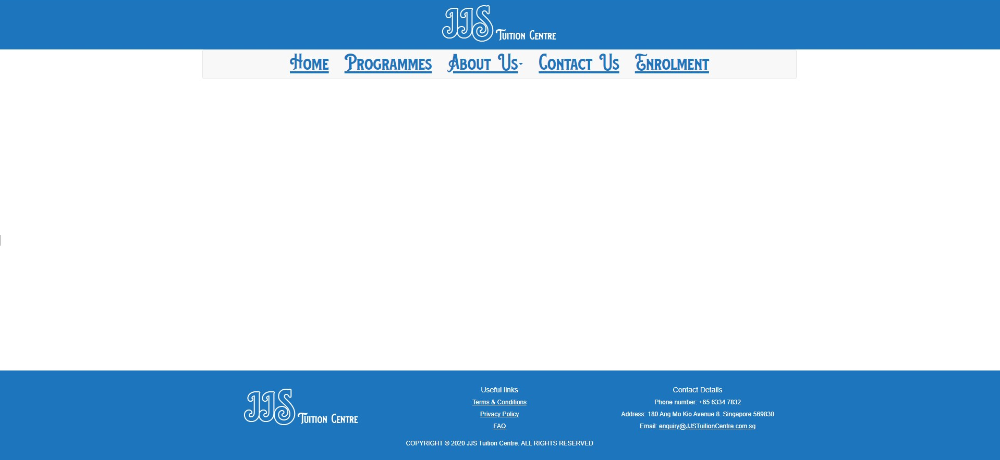 JJS Tuition Centre
Home Programmes About Us Contact Us Enrolment
JJS Tuition Centre
Useful links
Terms & Conditions
Privacy Policy
FAQ
Contact Details
Phone number: +65 6334 7832
Address: 180 Ang Mo Kio Avenue 8. Singapore 569830
Email: enquiry@JJSTuitionCentre.com.sg
COPYRIGHT © 2020 JJS Tuition Centre. ALL RIGHTS RESERVED